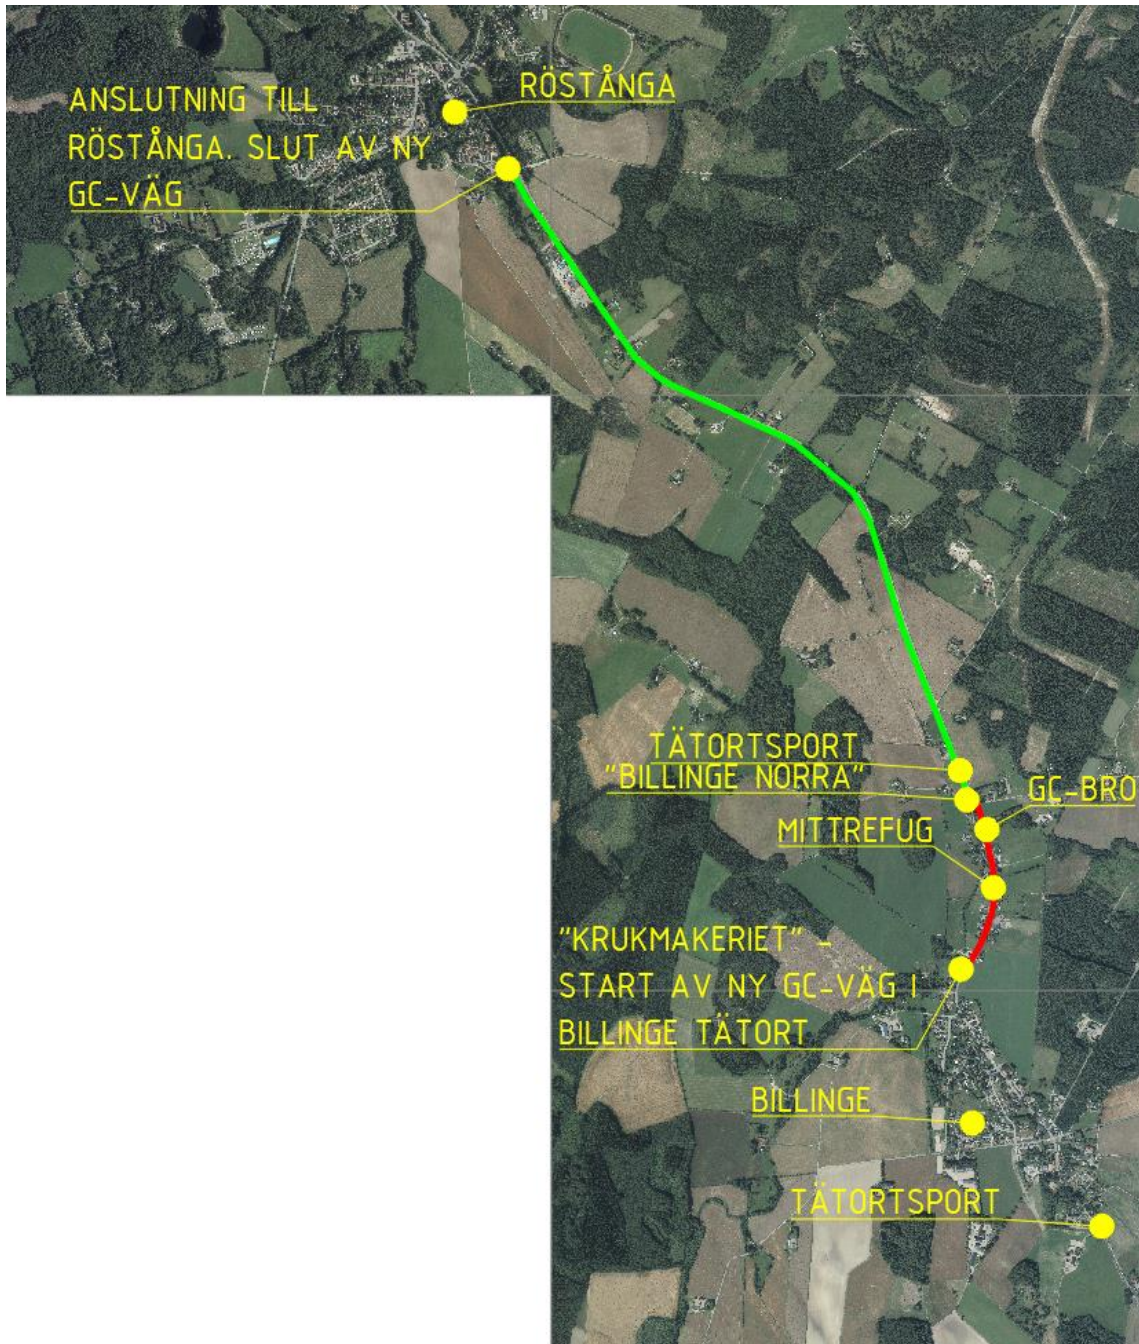 ANSLUTNING TILL
RÖSTÅNGA. SLUT AV NY
GC-VÄG
RÖSTÅNGA
TÄTORTSPORT
"BILLINGE NORRA"
GC-BRO
MITTREFUG
"KRUKMAKERIET" -
START AV NY GC-VÄG I
BILLINGE TÄTORT
BILLINGE
TÄTORTSPORT